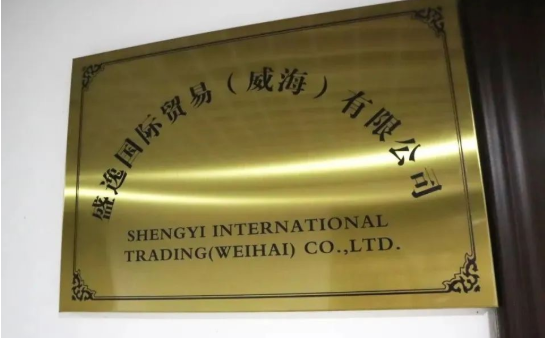 盛逸国际贸易（威海）有限公司
SHENGYI INTERNATIONAL
TRADING(WEIHAI) CO.,LTD.